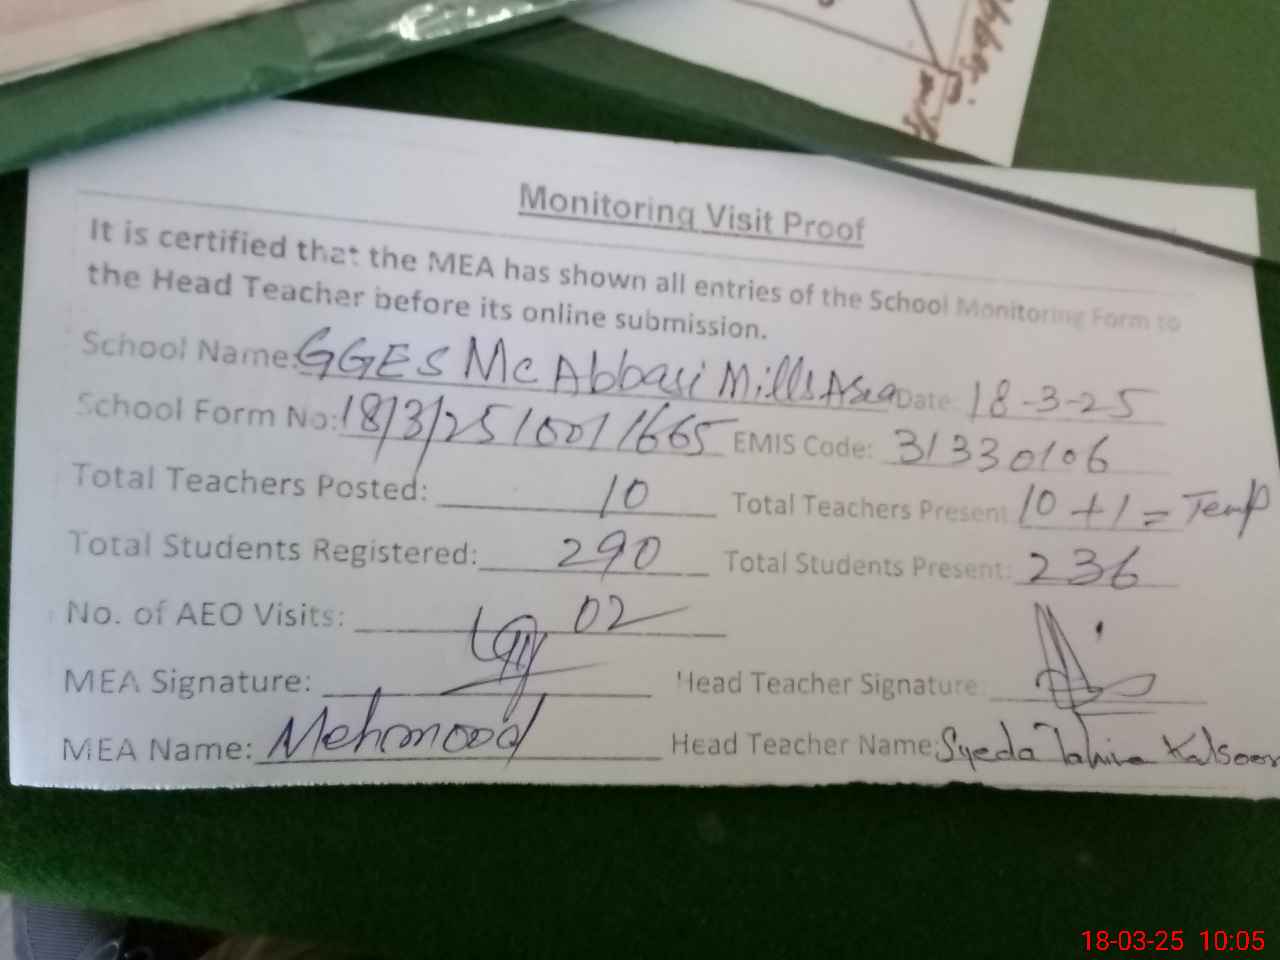 Monitoring Visit Proof
It is certified that the MEA has shown all entries of the School Monitoring Form to
the Head Teacher before its online submission.
School Name: GGES Mc Abbasi Mills Area Date: 18-3-25
School Form No: 18/3/25/001/1665 EMIS Code: 31330106
Total Teachers Posted: 10 Total Teachers Present: 10 + 1 = Temp
Total Students Registered: 290 Total Students Present: 236
No. of AEO Visits: 02
MEA Signature: Head Teacher Signature:
MEA Name: Mehmood Head Teacher Name: Syeda Tahira Kalsoom
18-03-25 10:05